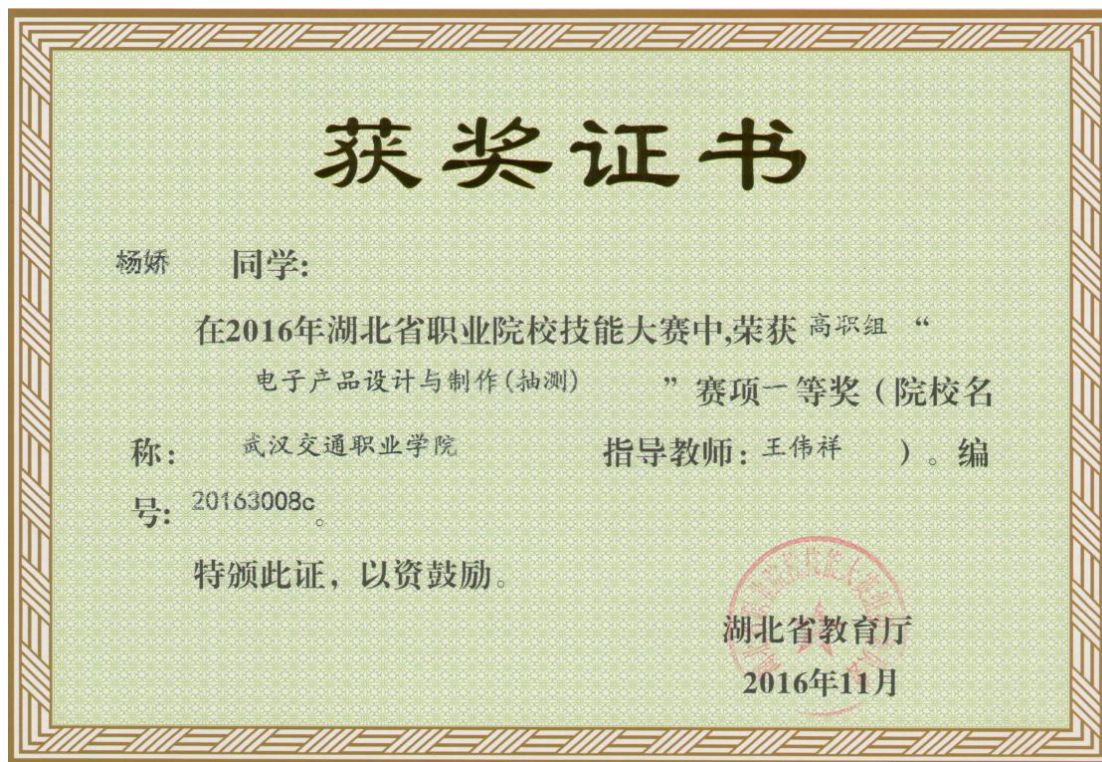 获奖证书
杨娇 同学:
在2016年湖北省职业院校技能大赛中,荣获 高职组 “
电子产品设计与制作(抽测) ”赛项一等奖(院校名
称: 武汉交通职业学院 指导教师:王伟祥 )。编
号: 20163008c。
特颁此证,以资鼓励。
湖北省教育厅
2016年11月